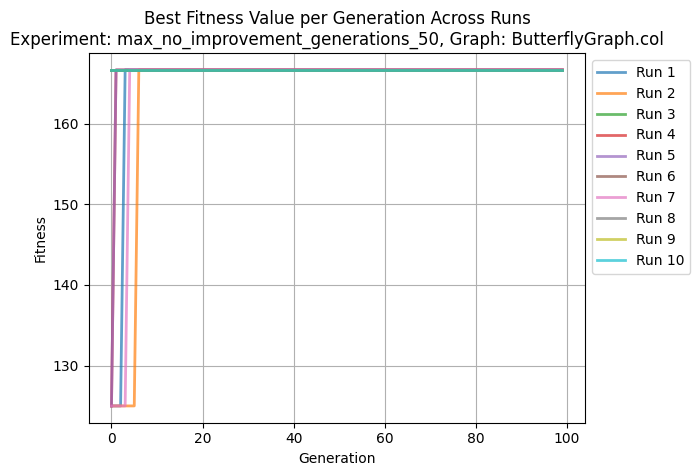 Best Fitness Value per Generation Across Runs
Experiment: max_no_improvement_generations_50, Graph: ButterflyGraph.col
Fitness
160
150
140
130
0
20
40
60
80
100
Generation
Run 1
Run 2
Run 3
Run 4
Run 5
Run 6
Run 7
Run 8
Run 9
Run 10